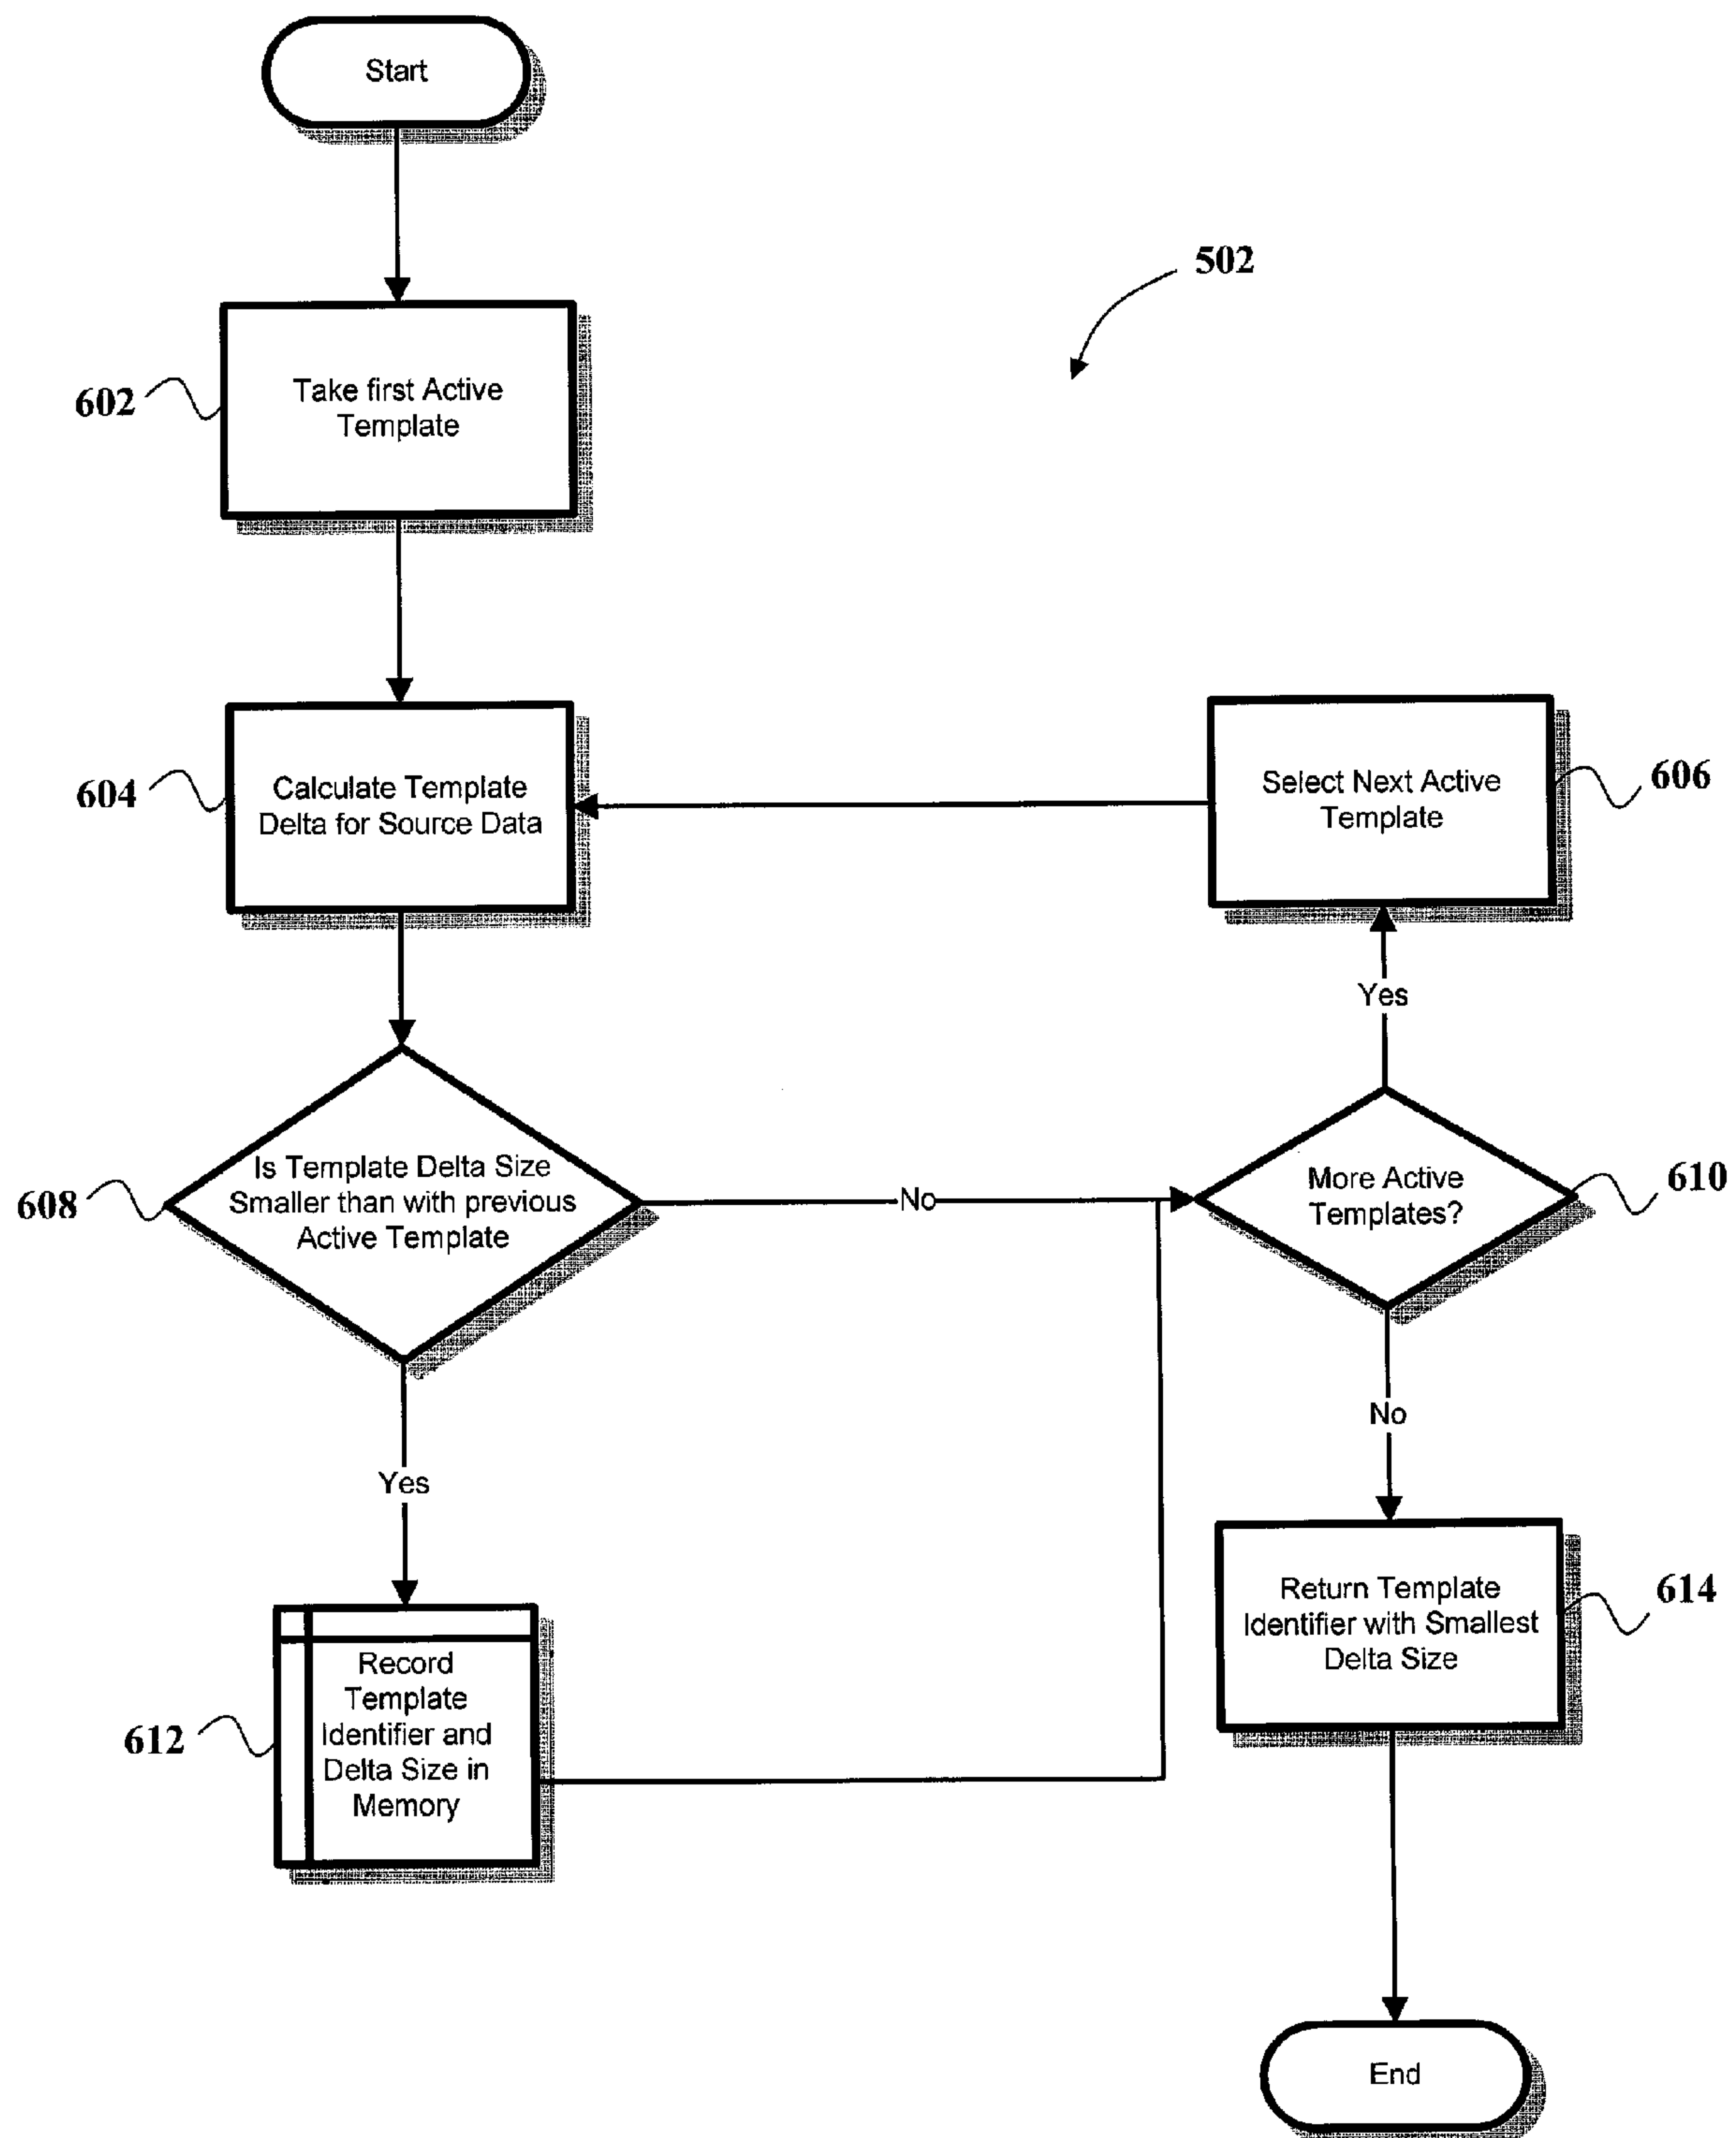 Start
502
602
Take first Active
Template
604
Calculate Template
Delta for Source Data
Select Next Active
Template
606
Yes
608
Is Template Delta Size
Smaller than with previous
Active Template
No
More Active
Templates?
610
No
Yes
612
Record
Template
Identifier and
Delta Size in
Memory
Return Template
Identifier with Smallest
Delta Size
614
End